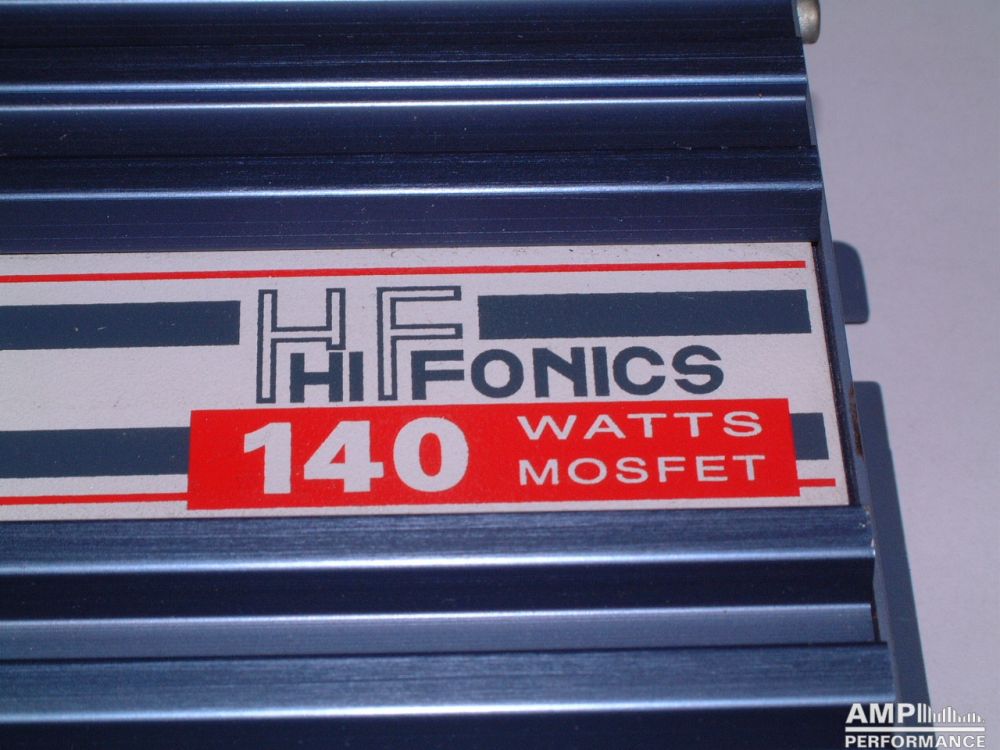 HF
HIFONICS
140 WATTS
MOSFET
AMP
PERFORMANCE